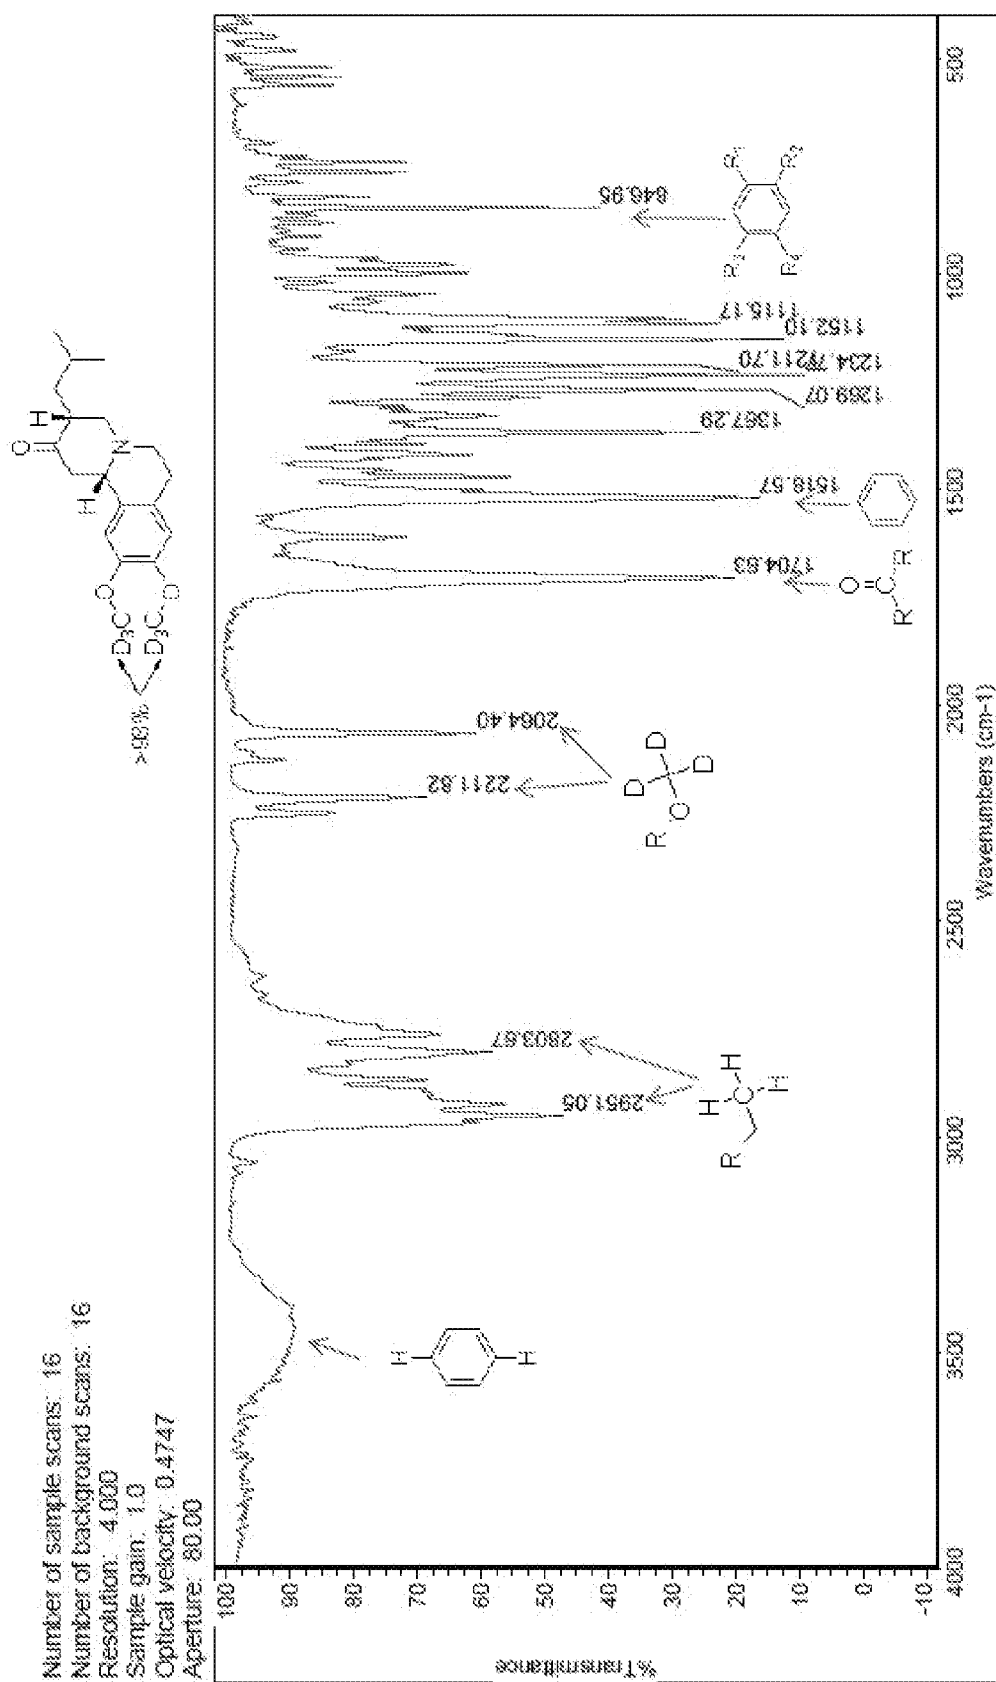 Number of sample scans: 16
Number of background scans: 16
Resolution: 4.000
Sample gain: 1.0
Optical velocity: 0.4747
Aperture: 80.00
>98%
D₃C
D₃C
O
O
H
N
H
O
%Transmittance
100
90
80
70
60
50
40
30
20
10
0
-10
H
H
2951.05
2803.67
R
H
H
H
2211.82
2064.40
R
O
D
D
D
1704.63
O
C
R
R
1367.29
1269.07
1234.7
1211.70
1152.10
1115.17
846.95
R₁
R₂
R₃
R₄
4000
3500
3000
2500
2000
1500
1000
500
Wavenumbers (cm-1)